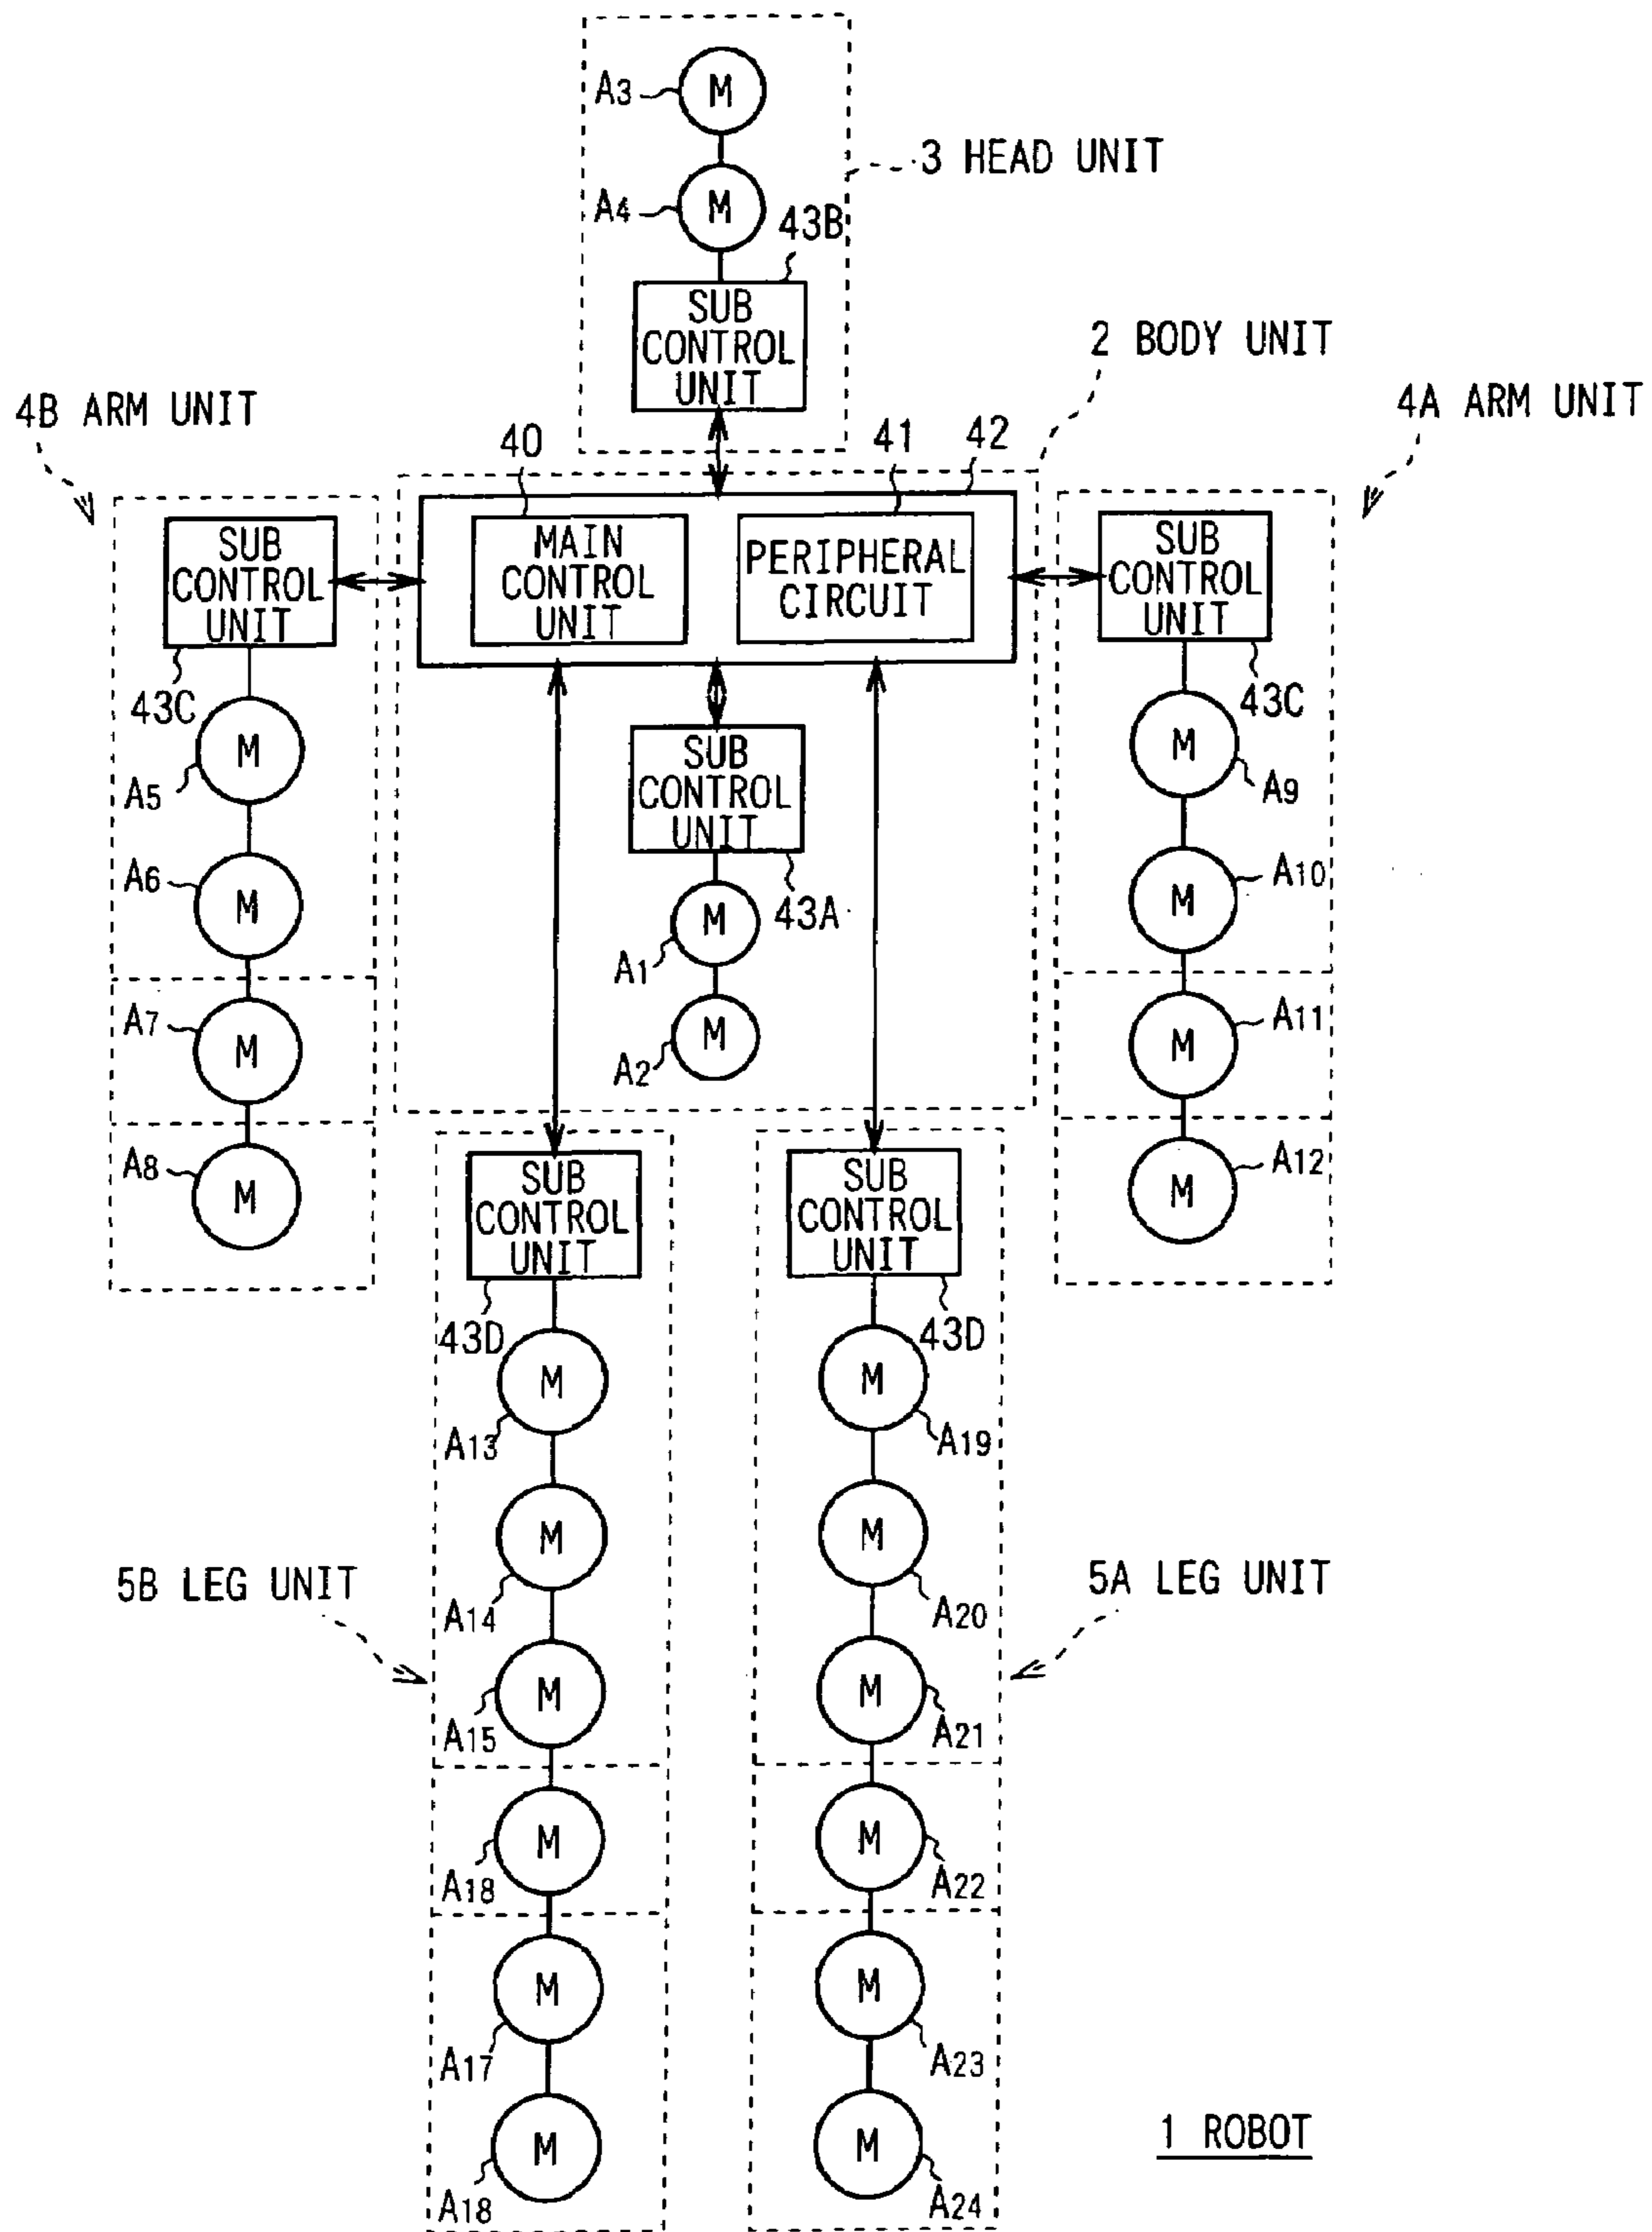 A3
M
3 HEAD UNIT
A4
M
43B
SUB
CONTROL
UNIT
2 BODY UNIT
4B ARM UNIT
4A ARM UNIT
40
41
42
SUB
CONTROL
UNIT
MAIN
CONTROL
UNIT
PERIPHERAL
CIRCUIT
SUB
CONTROL
UNIT
43C
43C
M
A5
SUB
CONTROL
UNIT
M
A9
A6
M
43A
M
A1
M
A10
A7
M
M
A2
M
A11
A8
M
SUB
CONTROL
UNIT
SUB
CONTROL
UNIT
M
A12
43D
43D
M
A13
M
A19
M
A14
M
A20
5B LEG UNIT
5A LEG UNIT
M
A15
M
A21
M
A18
M
A22
M
A17
M
A23
M
A18
M
A24
1 ROBOT